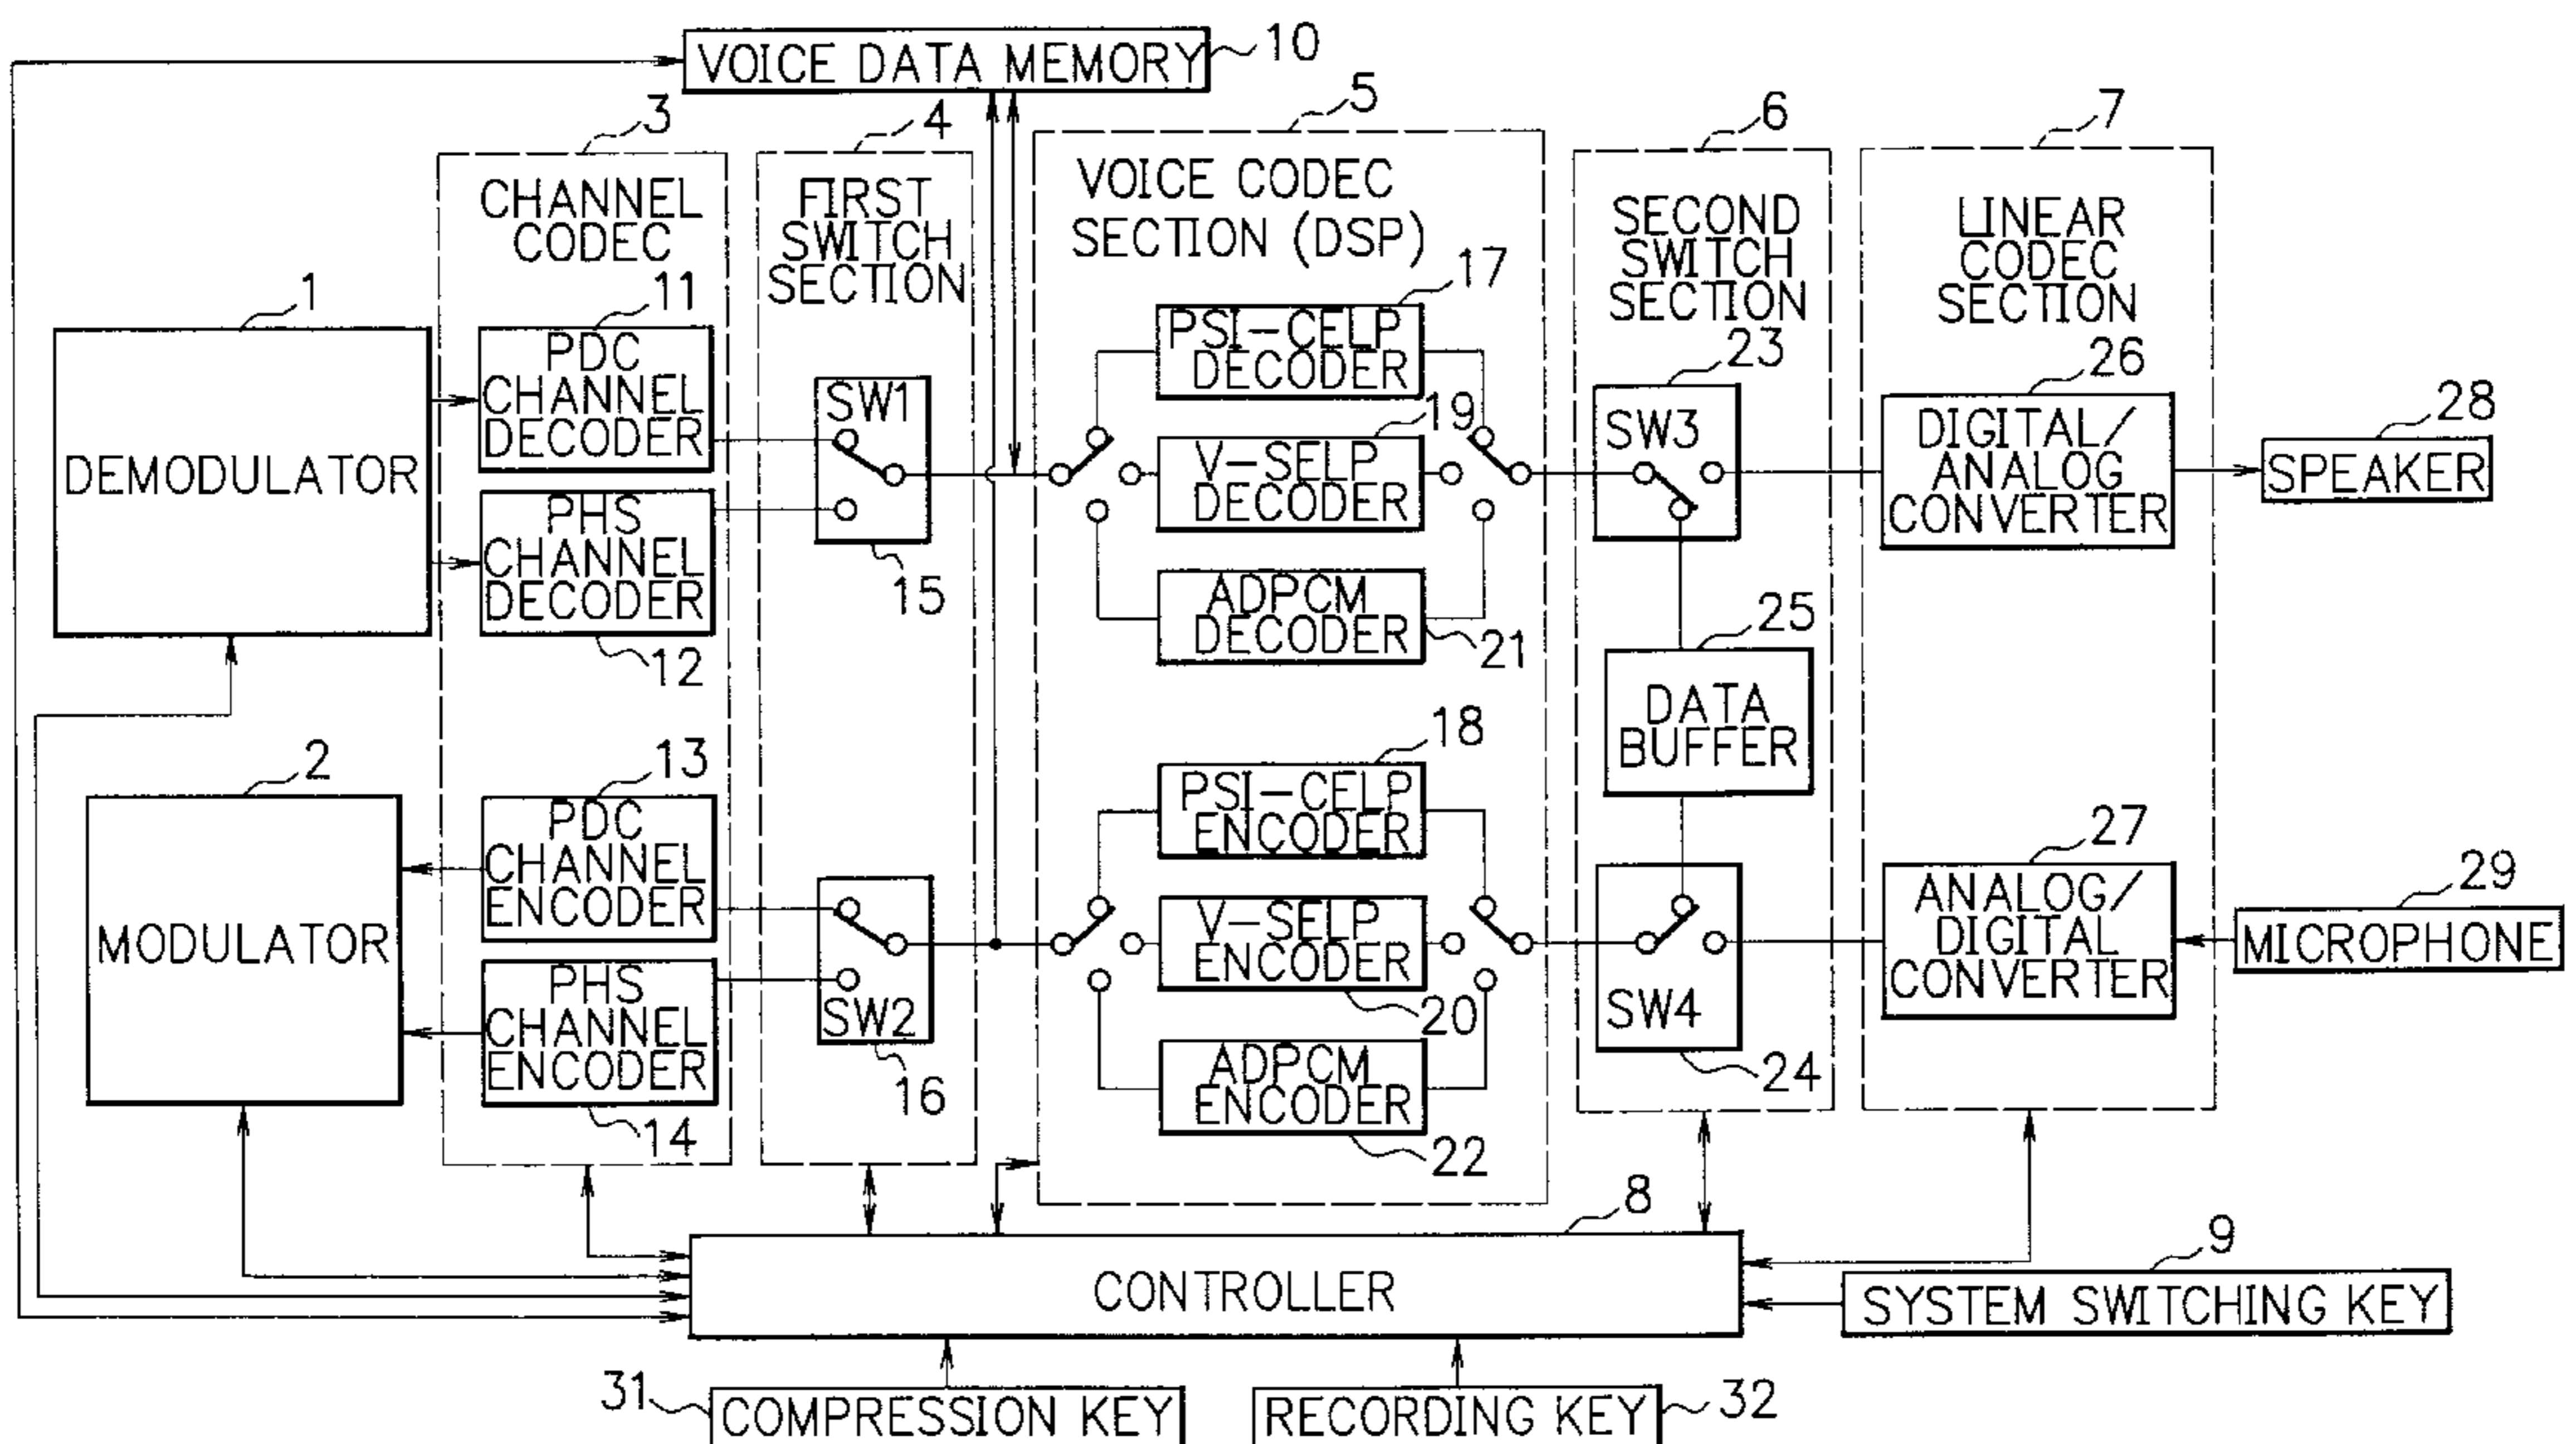 VOICE DATA MEMORY
10
3
4
5
6
7
CHANNEL
CODEC
FIRST
SWITCH
SECTION
VOICE CODEC
SECTION (DSP)
SECOND
SWITCH
SECTION
LINEAR
CODEC
SECTION
1
DEMODULATOR
11
PDC
CHANNEL
DECODER
PHS
CHANNEL
DECODER
12
SW1
15
17
PSI-CELP
DECODER
19
V-SELP
DECODER
ADPCM
DECODER
21
23
SW3
25
DATA
BUFFER
26
DIGITAL/
ANALOG
CONVERTER
28
SPEAKER
2
MODULATOR
13
PDC
CHANNEL
ENCODER
PHS
CHANNEL
ENCODER
14
SW2
16
18
PSI-CELP
ENCODER
V-SELP
ENCODER
20
ADPCM
ENCODER
22
SW4
24
27
ANALOG/
DIGITAL
CONVERTER
29
MICROPHONE
8
CONTROLLER
9
SYSTEM SWITCHING KEY
31
COMPRESSION KEY
RECORDING KEY
32